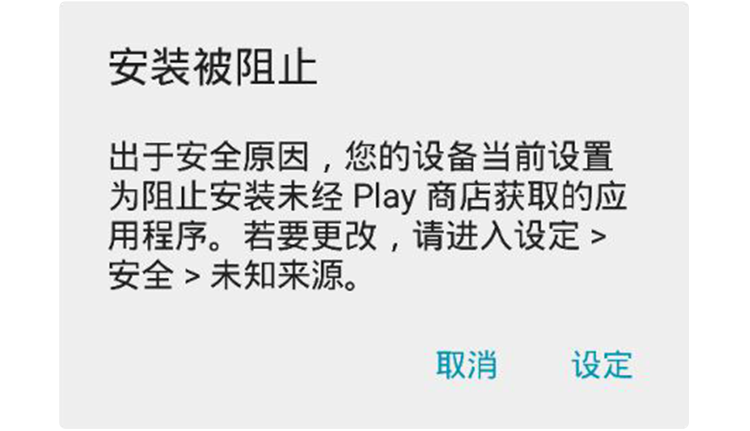 安装被阻止
出于安全原因，您的设备当前设置
为阻止安装未经 Play 商店获取的应
用程序。若要更改，请进入设定 >
安全 > 未知来源。
取消 设定